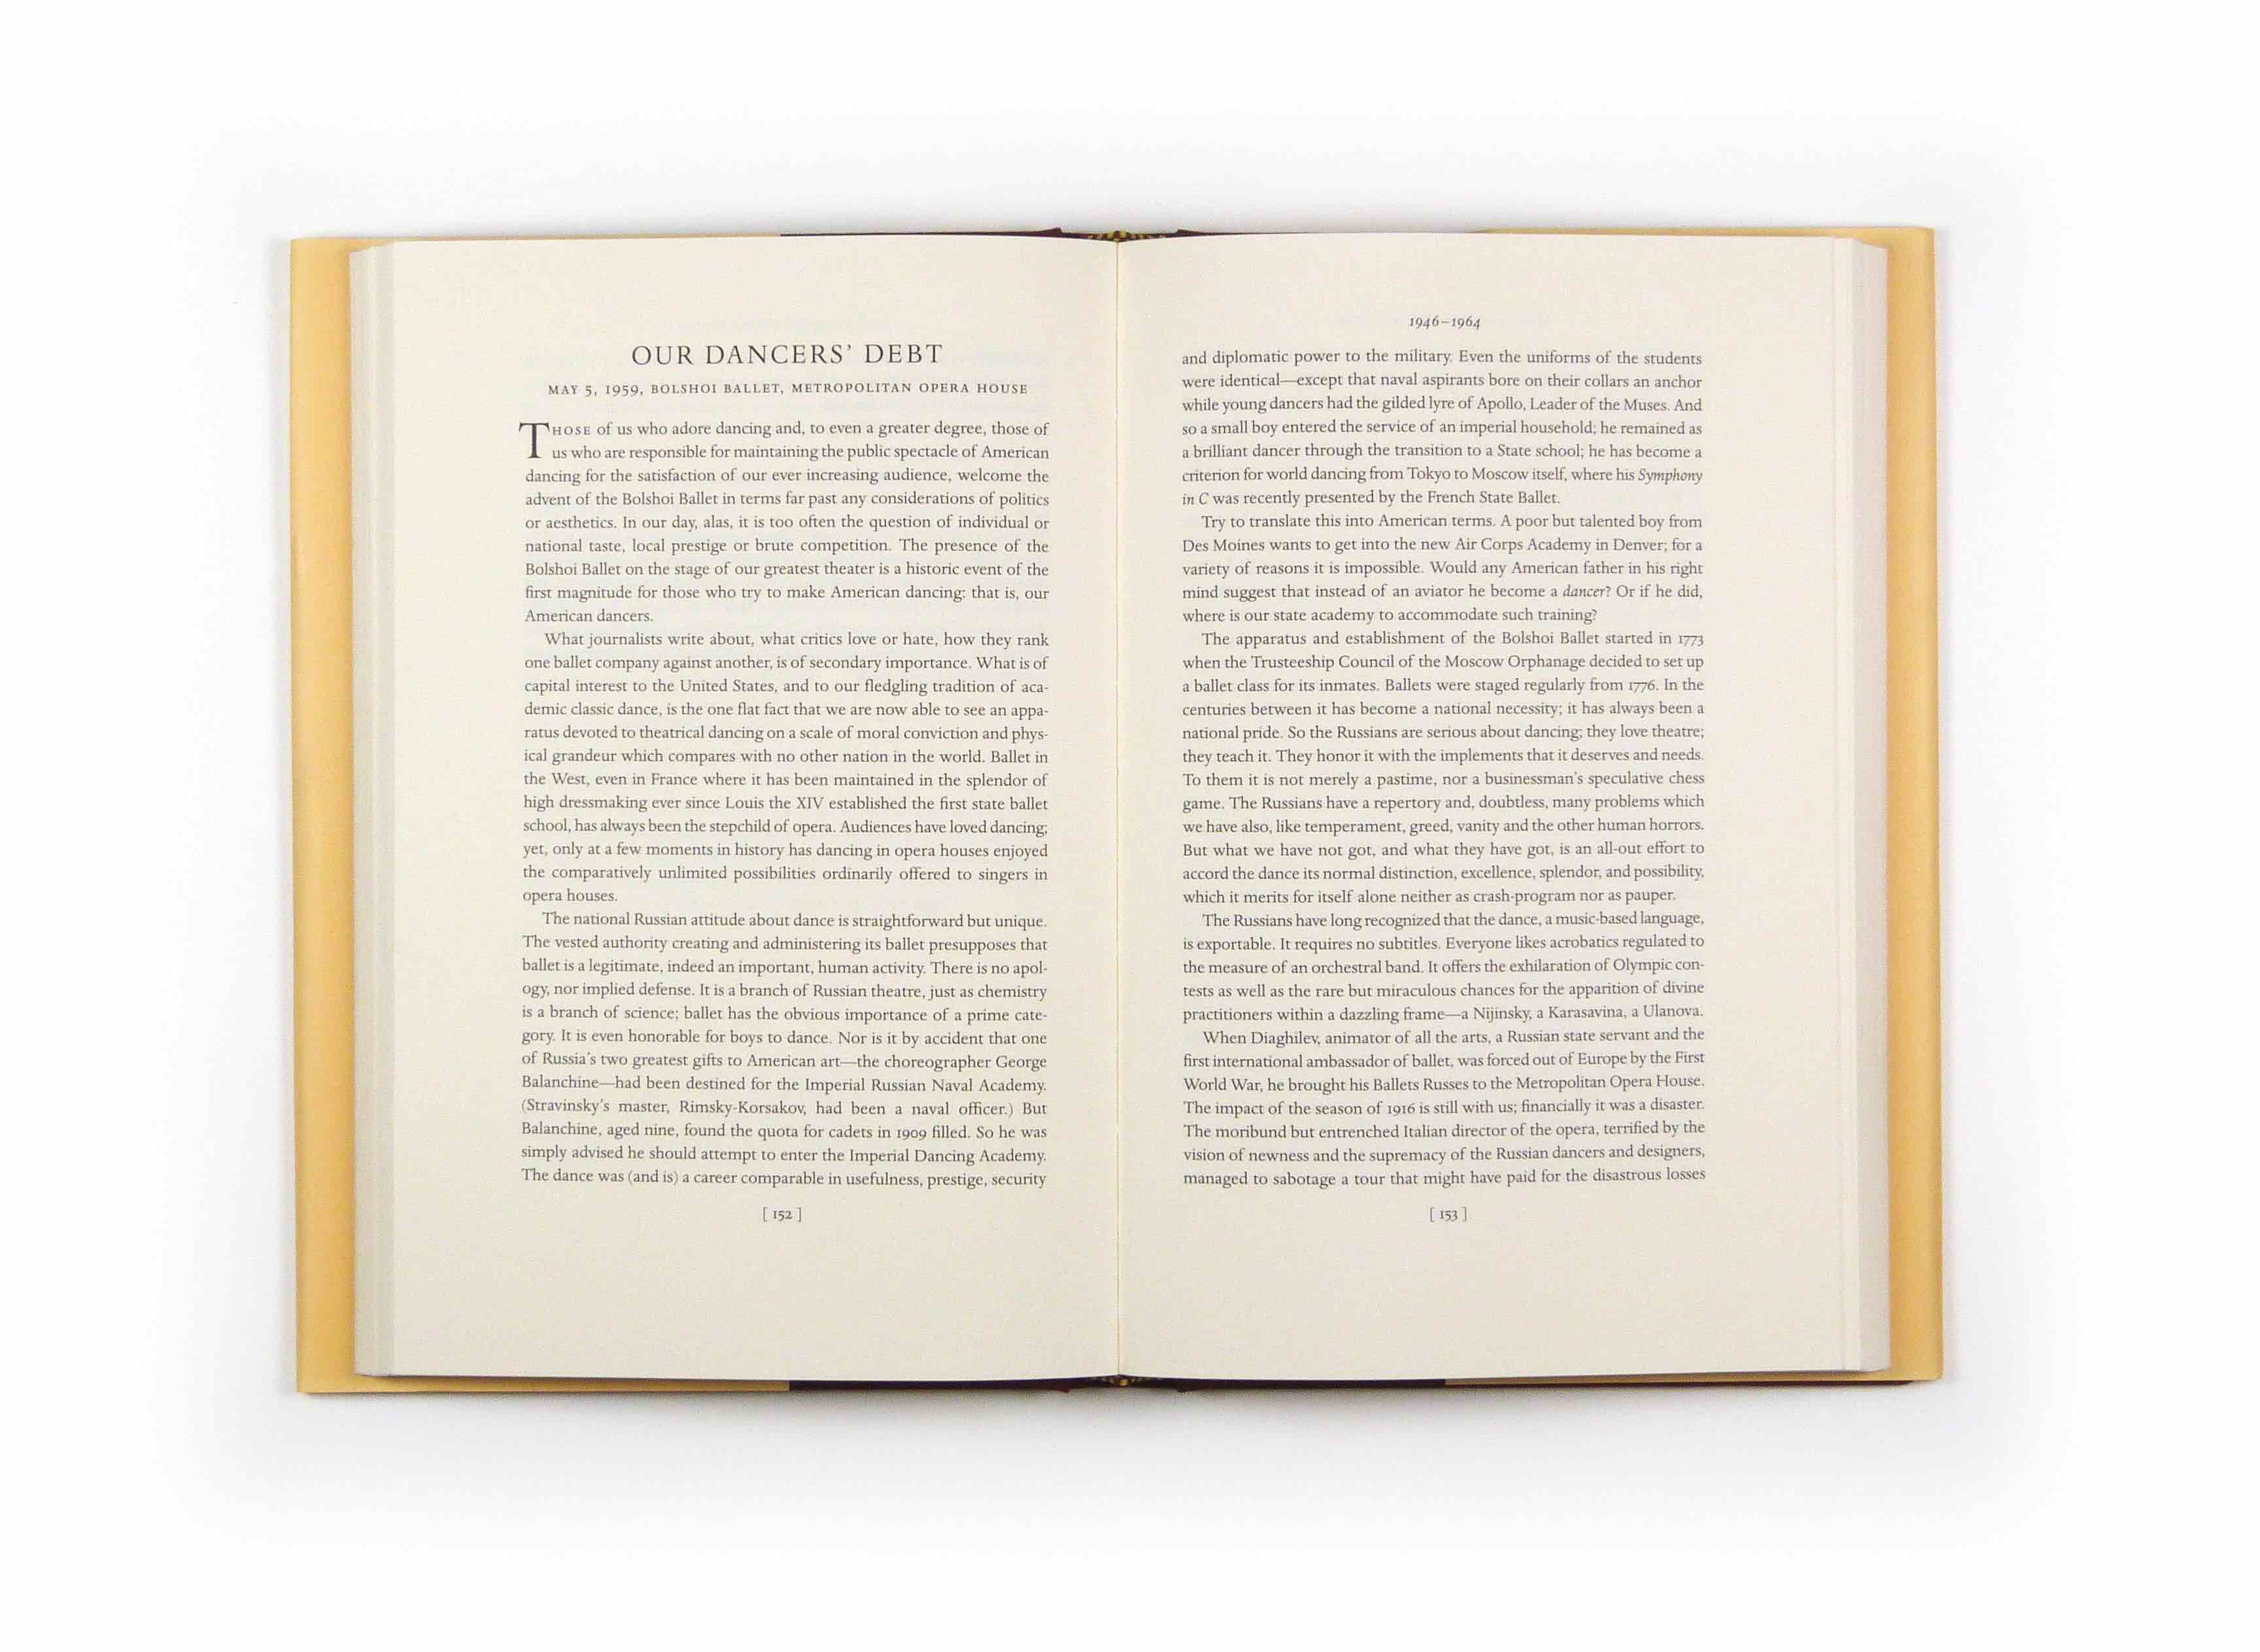 OUR DANCERS’ DEBT
MAY 5, 1959, BOLSHOI BALLET, METROPOLITAN OPERA HOUSE
THOSE of us who adore dancing and, to even a greater degree, those of
us who are responsible for maintaining the public spectacle of American
dancing for the satisfaction of our ever increasing audience, welcome the
advent of the Bolshoi Ballet in terms far past any considerations of politics
or aesthetics. In our day, alas, it is too often the question of individual or
national taste, local prestige or brute competition. The presence of the
Bolshoi Ballet on the stage of our greatest theater is a historic event of the
first magnitude for those who try to make American dancing: that is, our
American dancers.
What journalists write about, what critics love or hate, how they rank
one ballet company against another, is of secondary importance. What is of
capital interest to the United States, and to our fledgling tradition of aca-
demic classic dance, is the one flat fact that we are now able to see an appa-
ratus devoted to theatrical dancing on a scale of moral conviction and phys-
ical grandeur which compares with no other nation in the world. Ballet in
the West, even in France where it has been maintained in the splendor of
high dressmaking ever since Louis the XIV established the first state ballet
school, has always been the stepchild of opera. Audiences have loved dancing;
yet, only at a few moments in history has dancing in opera houses enjoyed
the comparatively unlimited possibilities ordinarily offered to singers in
opera houses.
The national Russian attitude about dance is straightforward but unique.
The vested authority creating and administering its ballet presupposes that
ballet is a legitimate, indeed an important, human activity. There is no apol-
ogy, nor implied defense. It is a branch of Russian theatre, just as chemistry
is a branch of science; ballet has the obvious importance of a prime cate-
gory. It is even honorable for boys to dance. Nor is it by accident that one
of Russia’s two greatest gifts to American art—the choreographer George
Balanchine—had been destined for the Imperial Russian Naval Academy.
(Stravinsky’s master, Rimsky-Korsakov, had been a naval officer.) But
Balanchine, aged nine, found the quota for cadets in 1909 filled. So he was
simply advised he should attempt to enter the Imperial Dancing Academy.
The dance was (and is) a career comparable in usefulness, prestige, security
[ 152 ]
1946–1964
and diplomatic power to the military. Even the uniforms of the students
were identical—except that naval aspirants bore on their collars an anchor
while young dancers had the gilded lyre of Apollo, Leader of the Muses. And
so a small boy entered the service of an imperial household; he remained as
a brilliant dancer through the transition to a State school; he has become a
criterion for world dancing from Tokyo to Moscow itself, where his Symphony
in C was recently presented by the French State Ballet.
Try to translate this into American terms. A poor but talented boy from
Des Moines wants to get into the new Air Corps Academy in Denver; for a
variety of reasons it is impossible. Would any American father in his right
mind suggest that instead of an aviator he become a dancer? Or if he did,
where is our state academy to accommodate such training?
The apparatus and establishment of the Bolshoi Ballet started in 1773
when the Trusteeship Council of the Moscow Orphanage decided to set up
a ballet class for its inmates. Ballets were staged regularly from 1776. In the
centuries between it has become a national necessity; it has always been a
national pride. So the Russians are serious about dancing; they love theatre;
they teach it. They honor it with the implements that it deserves and needs.
To them it is not merely a pastime, nor a businessman’s speculative chess
game. The Russians have a repertory and, doubtless, many problems which
we have also, like temperament, greed, vanity and the other human horrors.
But what we have not got, and what they have got, is an all-out effort to
accord the dance its normal distinction, excellence, splendor, and possibility,
which it merits for itself alone neither as crash-program nor as pauper.
The Russians have long recognized that the dance, a music-based language,
is exportable. It requires no subtitles. Everyone likes acrobatics regulated to
the measure of an orchestral band. It offers the exhilaration of Olympic con-
tests as well as the rare but miraculous chances for the apparition of divine
practitioners within a dazzling frame—a Nijinsky, a Karasavina, a Ulanova.
When Diaghilev, animator of all the arts, a Russian state servant and the
first international ambassador of ballet, was forced out of Europe by the First
World War, he brought his Ballets Russes to the Metropolitan Opera House.
The impact of the season of 1916 is still with us; financially it was a disaster.
The moribund but entrenched Italian director of the opera, terrified by the
vision of newness and the supremacy of the Russian dancers and designers,
managed to sabotage a tour that might have paid for the disastrous losses
[ 153 ]